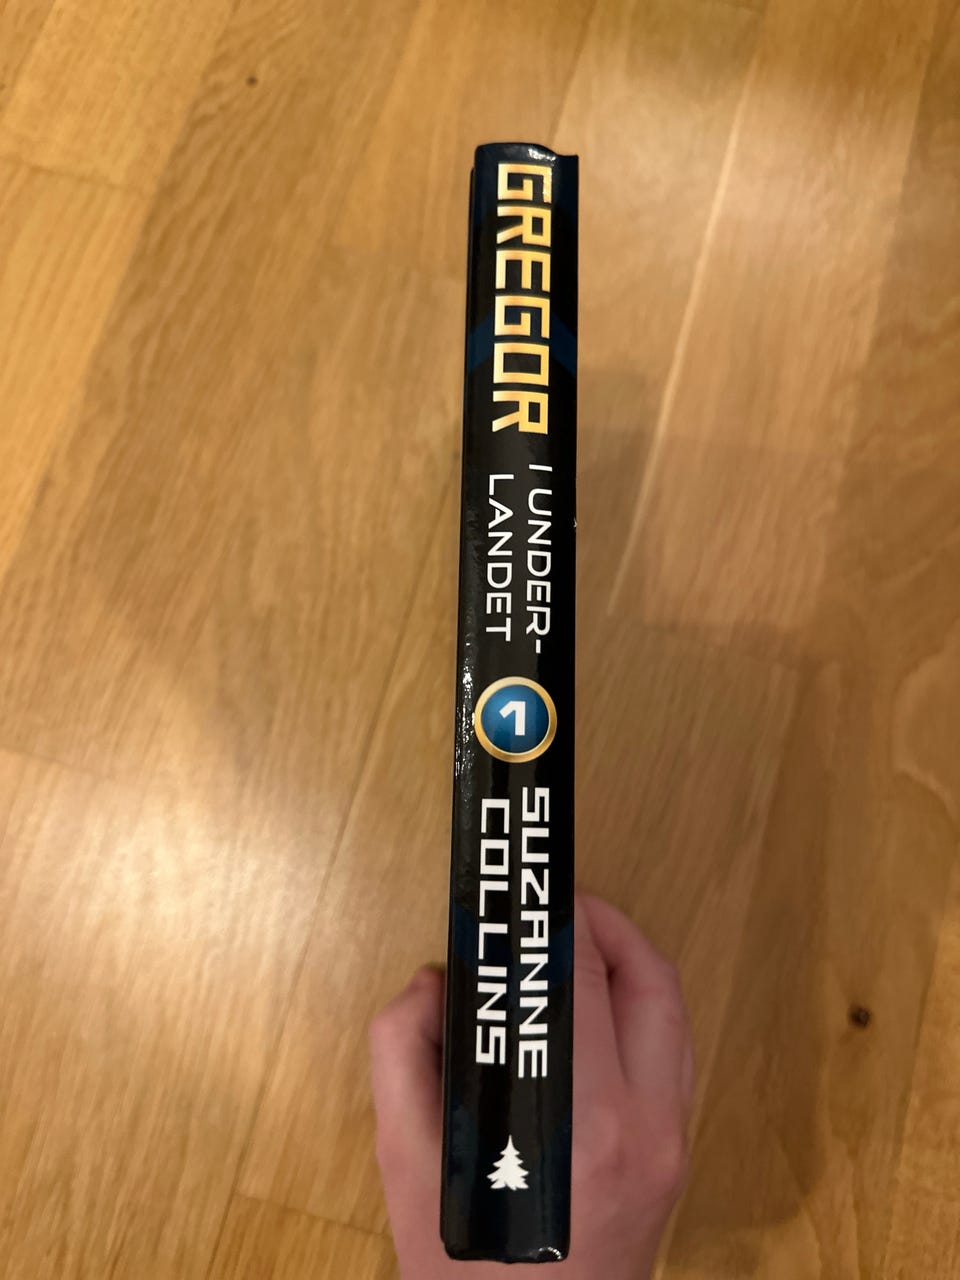 GREGOR
I UNDER-
LANDET
1
SUZANNE
COLLINS